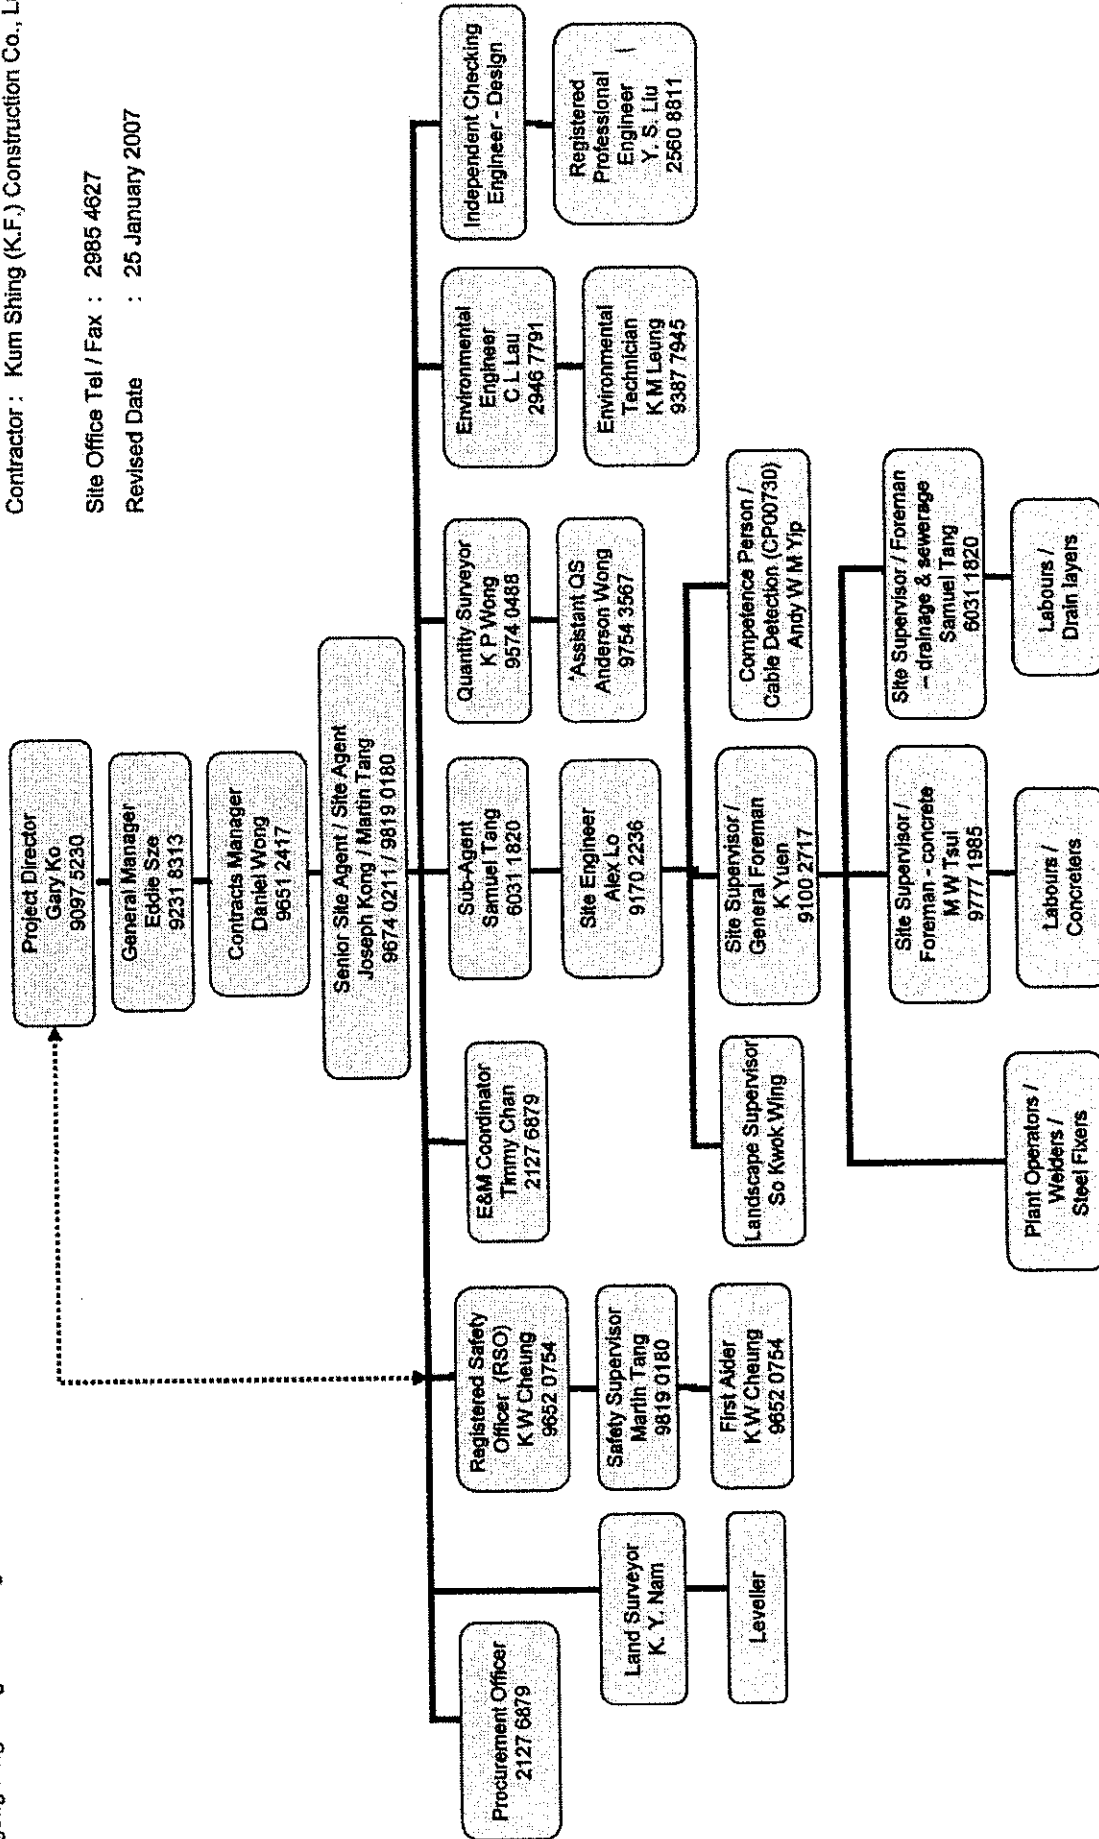 Contractor : Kum Shing (K.F.) Construction Co.,
Site Office Tel / Fax : 2985 4627
Revised Date : 25 January 2007
Project Director
Gary Ko
9097 5230
General Manager
Eddie Sze
9231 8313
Contracts Manager
Daniel Wong
9651 2417
Senior Site Agent / Site Agent
Joseph Kong / Martin Tang
9674 0211 / 9819 0180
Procurement Officer
2127 6879
Land Surveyor
K. Y. Nam
Leveller
Registered Safety
Officer (RSO)
K W Cheung
9652 0754
Safety Supervisor
Martin Tang
9819 0180
First Aider
K W Cheung
9652 0754
E&M Coordinator
Timmy Chan
2127 6879
Sub-Agent
Samuel Tang
6031 1820
Site Engineer
Alex Lo
9170 2236
Quantity Surveyor
K P Wong
9574 0488
Assistant QS
Anderson Wong
9754 3567
Environmental
Engineer
C L Lau
2946 7791
Environmental
Technician
K M Leung
9387 7945
Independent Checking
Engineer - Design
Registered
Professional
Engineer
Y. S. Liu
2560 8811
Landscape Supervisor
So Kwok Wing
Site Supervisor /
General Foreman
K Yuen
9100 2717
Competence Person /
Cable Detection (CP00730)
Andy W M Yip
Plant Operators /
Welders /
Steel Fixers
Site Supervisor /
Foreman - concrete
M W Tsui
9777 1985
Labours /
Concreters
Site Supervisor / Foreman
– drainage & sewerage
Samuel Tang
6031 1820
Labours /
Drain layers